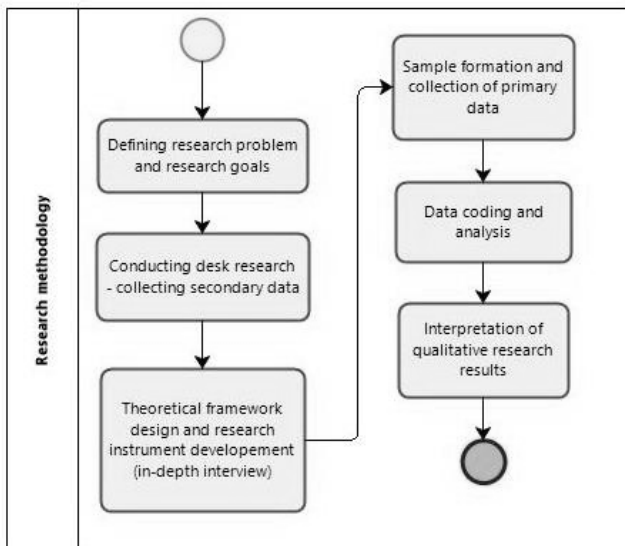 Research methodology
Defining research problem
and research goals
Conducting desk research
- collecting secondary data
Theoretical framework
design and research
instrument developement
(in-depth interview)
Sample formation and
collection of primary
data
Data coding and
analysis
Interpretation of
qualitative research
results